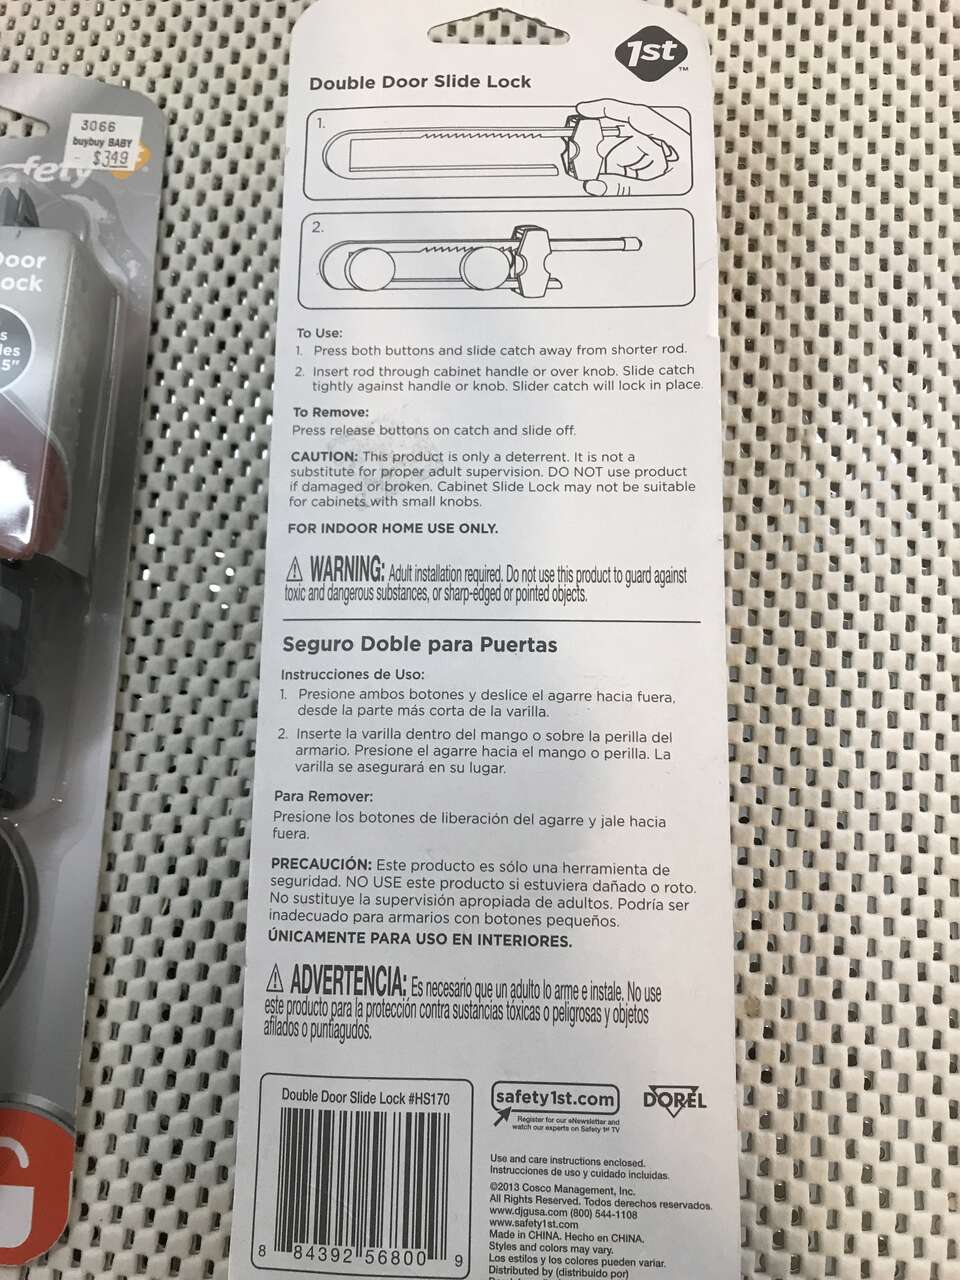 3066
buybuy BABY
$3.49
afety
Door
ock
5"
1st
TM
Double Door Slide Lock
1.
2.
To Use:
1. Press both buttons and slide catch away from shorter rod.
2. Insert rod through cabinet handle or over knob. Slide catch
tightly against handle or knob. Slider catch will lock in place.
To Remove:
Press release buttons on catch and slide off.
CAUTION: This product is only a deterrent. It is not a
substitute for proper adult supervision. DO NOT use product
if damaged or broken. Cabinet Slide Lock may not be suitable
for cabinets with small knobs.
FOR INDOOR HOME USE ONLY.
⚠ WARNING: Adult installation required. Do not use this product to guard against
toxic and dangerous substances, or sharp-edged or pointed objects.
Seguro Doble para Puertas
Instrucciones de Uso:
1. Presione ambos botones y deslice el agarre hacia fuera,
desde la parte más corta de la varilla.
2. Inserte la varilla dentro del mango o sobre la perilla del
armario. Presione el agarre hacia el mango o perilla. La
varilla se asegurará en su lugar.
Para Remover:
Presione los botones de liberación del agarre y jale hacia
fuera.
PRECAUCIÓN: Este producto es sólo una herramienta de
seguridad. NO USE este producto si estuviera dañado o roto.
No sustituye la supervisión apropiada de adultos. Podría ser
inadecuado para armarios con botones pequeños.
ÚNICAMENTE PARA USO EN INTERIORES.
⚠ ADVERTENCIA: Es necesario que un adulto lo arme e instale. No use
este producto para la protección contra sustancias tóxicas o peligrosas y objetos
afilados o puntiagudos.
Double Door Slide Lock #HS170
8 84392 56800 9
safety1st.com
Register for our eNewsletter and
watch our experts on Safety 1st TV
DOREL
Use and care instructions enclosed.
Instrucciones de uso y cuidado incluidas.
©2013 Cosco Management, Inc.
All Rights Reserved. Todos derechos reservados.
www.djgusa.com (800) 544-1108
www.safety1st.com
Made in CHINA. Hecho en CHINA.
Styles and colors may vary.
Los estilos y los colores pueden variar.
Distributed by (distribuido por)